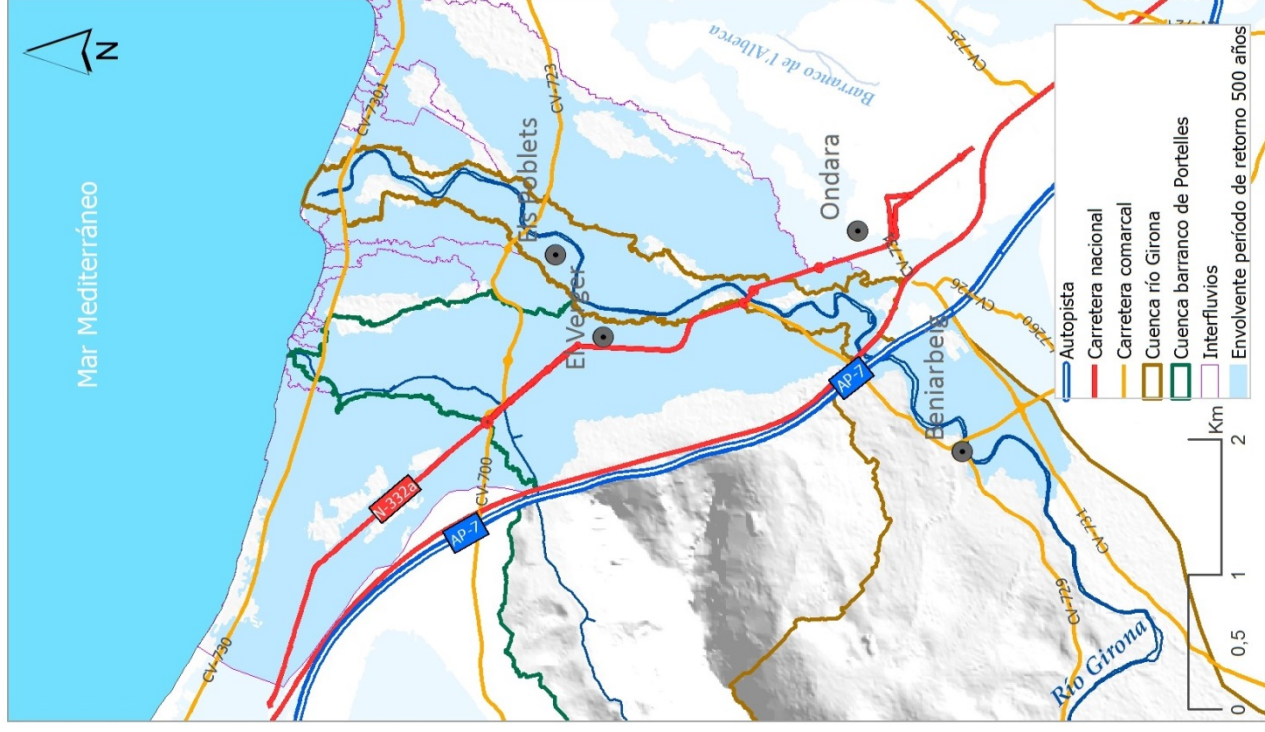 Mar Mediterráneo
N
CV-730
CV-7301
CV-723
CV-725
Barranco de l'Alberca
Els Poblets
N-332a
CV-700
AP-7
El Verger
Ondara
AP-7
Beniarbeig
CV-726
CV-7260
CV-731
CV-729
Río Girona
0
0,5
1
2
Km
Autopista
Carretera nacional
Carretera comarcal
Cuenca río Girona
Cuenca barranco de Portelles
Interfluvios
Envolvente período de retorno 500 años